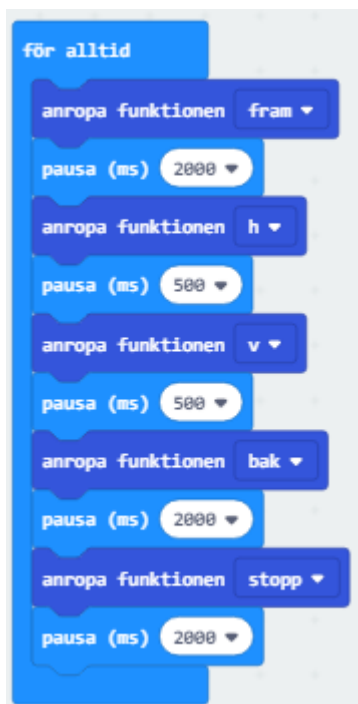 för alltid
anropa funktionen fram
pausa (ms) 2000
anropa funktionen h
pausa (ms) 500
anropa funktionen v
pausa (ms) 500
anropa funktionen bak
pausa (ms) 2000
anropa funktionen stopp
pausa (ms) 2000